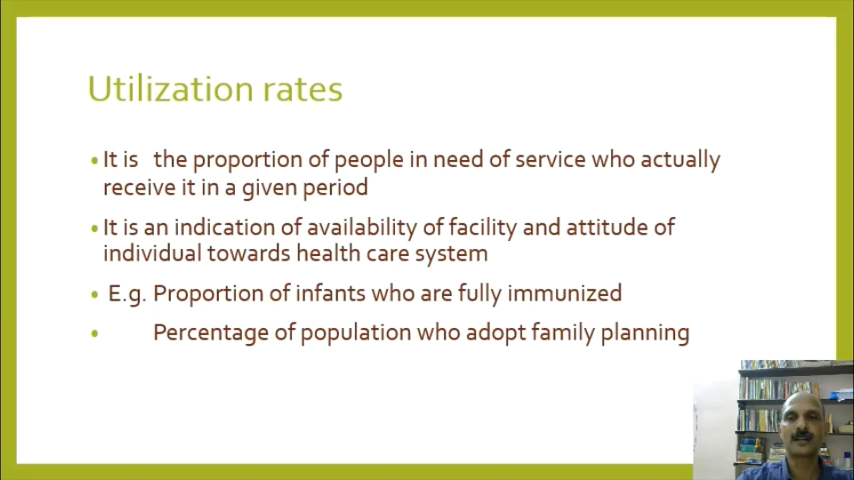 Utilization rates
• It is the proportion of people in need of service who actually
receive it in a given period
• It is an indication of availability of facility and attitude of
individual towards health care system
• E.g. Proportion of infants who are fully immunized
• Percentage of population who adopt family planning